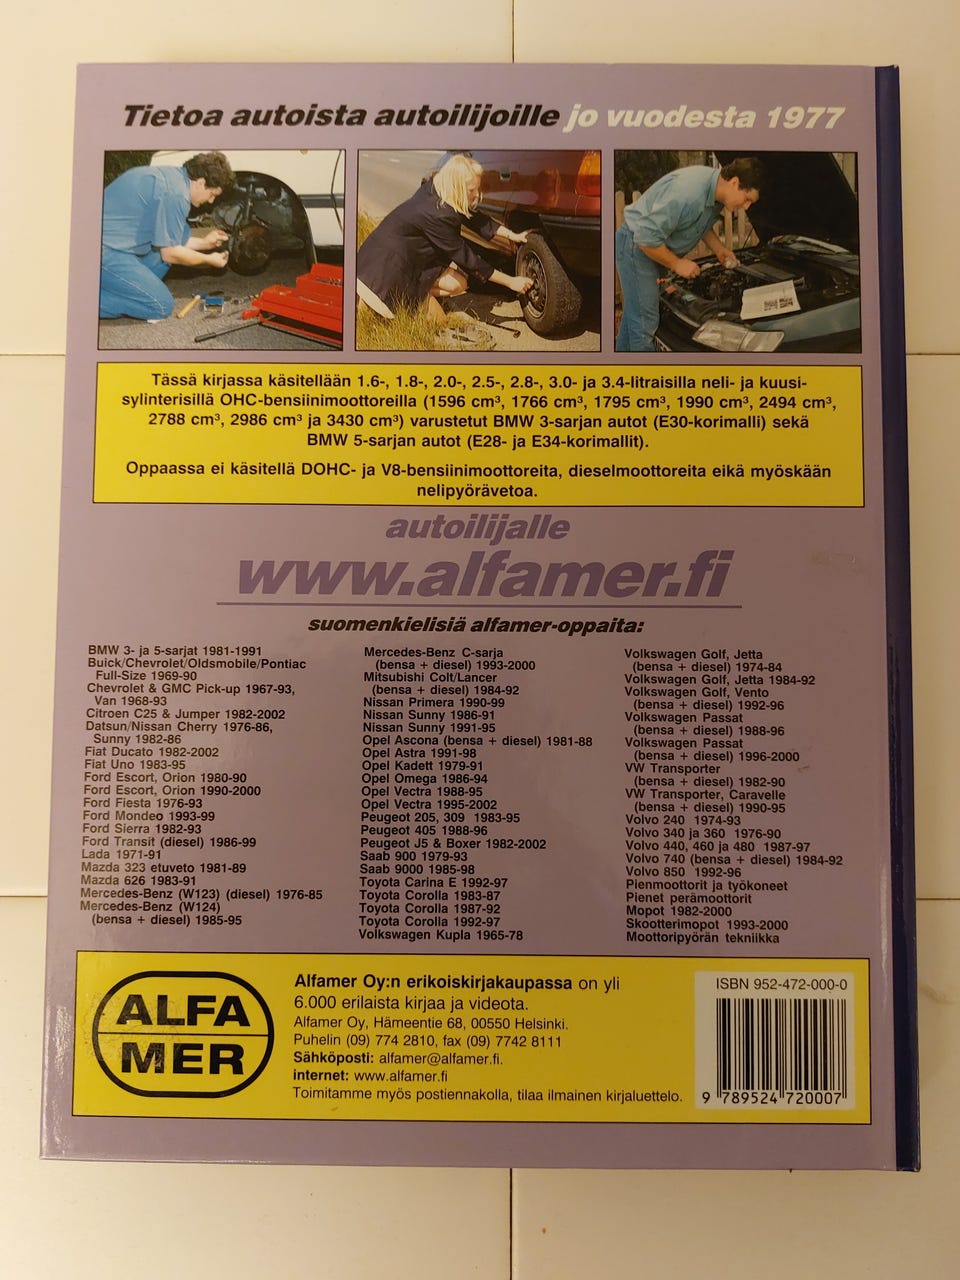 Tietoa autoista autoilijoille jo vuodesta 1977
Tässä kirjassa käsitellään 1.6-, 1.8-, 2.0-, 2.5-, 2.8-, 3.0- ja 3.4-litraisilla neli- ja kuusi-
sylinterisillä OHC-bensiinimoottoreilla (1596 cm³, 1766 cm³, 1795 cm³, 1990 cm³, 2494 cm³,
2788 cm³, 2986 cm³ ja 3430 cm³) varustetut BMW 3-sarjan autot (E30-korimalli) sekä
BMW 5-sarjan autot (E28- ja E34-korimallit).
Oppaassa ei käsitellä DOHC- ja V8-bensiinimoottoreita, dieselmoottoreita eikä myöskään
nelipyörävetoa.
autoilijalle
www.alfamer.fi
suomenkielisiä alfamer-oppaita:
BMW 3- ja 5-sarjat 1981-1991
Buick/Chevrolet/Oldsmobile/Pontiac
Full-Size 1969-90
Chevrolet & GMC Pick-up 1967-93,
Van 1968-93
Citroen C25 & Jumper 1982-2002
Datsun/Nissan Cherry 1976-86,
Sunny 1982-86
Fiat Ducato 1982-2002
Fiat Uno 1983-95
Ford Escort, Orion 1980-90
Ford Escort, Orion 1990-2000
Ford Fiesta 1976-93
Ford Mondeo 1993-99
Ford Sierra 1982-93
Ford Transit (diesel) 1986-99
Lada 1971-91
Mazda 323 etuveto 1981-89
Mazda 626 1983-91
Mercedes-Benz (W123) (diesel) 1976-85
Mercedes-Benz (W124)
(bensa + diesel) 1985-95
Mercedes-Benz C-sarja
(bensa + diesel) 1993-2000
Mitsubishi Colt/Lancer
(bensa + diesel) 1984-92
Nissan Primera 1990-99
Nissan Sunny 1986-91
Nissan Sunny 1991-95
Opel Ascona (bensa + diesel) 1981-88
Opel Astra 1991-98
Opel Kadett 1979-91
Opel Omega 1986-94
Opel Vectra 1988-95
Opel Vectra 1995-2002
Peugeot 205, 309 1983-95
Peugeot 405 1988-96
Peugeot J5 & Boxer 1982-2002
Saab 900 1979-93
Saab 9000 1985-98
Toyota Carina E 1992-97
Toyota Corolla 1983-87
Toyota Corolla 1987-92
Toyota Corolla 1992-97
Volkswagen Kupla 1965-78
Volkswagen Golf, Jetta
(bensa + diesel) 1974-84
Volkswagen Golf, Jetta 1984-92
Volkswagen Golf, Vento
(bensa + diesel) 1992-96
Volkswagen Passat
(bensa + diesel) 1988-96
Volkswagen Passat
(bensa + diesel) 1996-2000
VW Transporter
(bensa + diesel) 1982-90
VW Transporter, Caravelle
(bensa + diesel) 1990-95
Volvo 240 1974-93
Volvo 340 ja 360 1976-90
Volvo 440, 460 ja 480 1987-97
Volvo 740 (bensa + diesel) 1984-92
Volvo 850 1992-96
Pienmoottorit ja työkoneet
Pienet perämoottorit
Mopot 1982-2000
Skootterimopot 1993-2000
Moottoripyörän tekniikka
ALFA
MER
Alfamer Oy:n erikoiskirjakaupassa on yli
6.000 erilaista kirjaa ja videota.
Alfamer Oy, Hämeentie 68, 00550 Helsinki.
Puhelin (09) 774 2810, fax (09) 7742 8111
Sähköposti: alfamer@alfamer.fi.
internet: www.alfamer.fi
Toimitamme myös postiennakolla, tilaa ilmainen kirjaluettelo.
ISBN 952-472-000-0
9 789524 720007